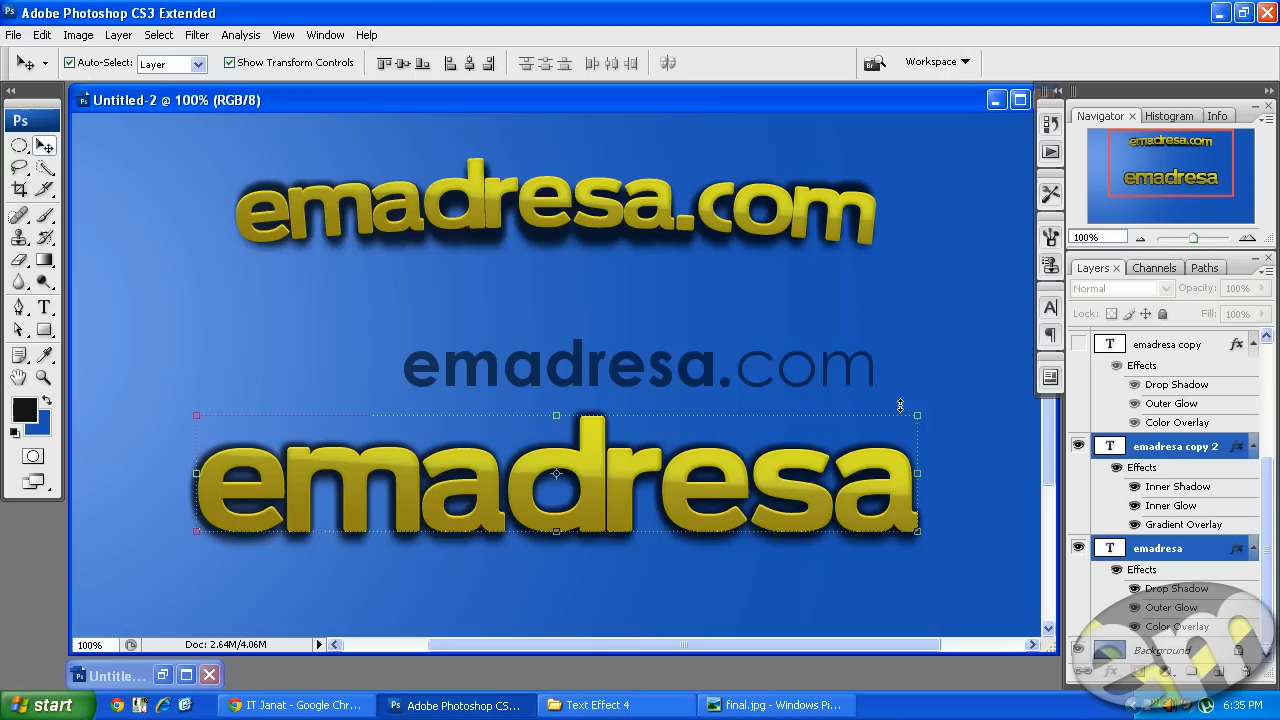 Adobe Photoshop CS3 Extended
File Edit Image Layer Select Filter Analysis View Window Help
Auto-Select: Layer Show Transform Controls Workspace
Ps
Untitled-2 @ 100% (RGB/8)
emadresa.com
emadresa.com
emadresa
100% Doc: 2.64M/4.06M
Untitle...
Navigator Histogram Info
emadresa.com
emadresa
100%
Layers Channels Paths
Normal Opacity: 100%
Lock: Fill: 100%
T emadresa copy fx
Effects
Drop Shadow
Outer Glow
Color Overlay
T emadresa copy 2 fx
Effects
Inner Shadow
Inner Glow
Gradient Overlay
T emadresa fx
Effects
Drop Shadow
Outer Glow
Color Overlay
Background
em
start IT Janat - Google Chr... Adobe Photoshop CS... Text Effect 4 final.jpg - Windows Pi... 6:35 PM